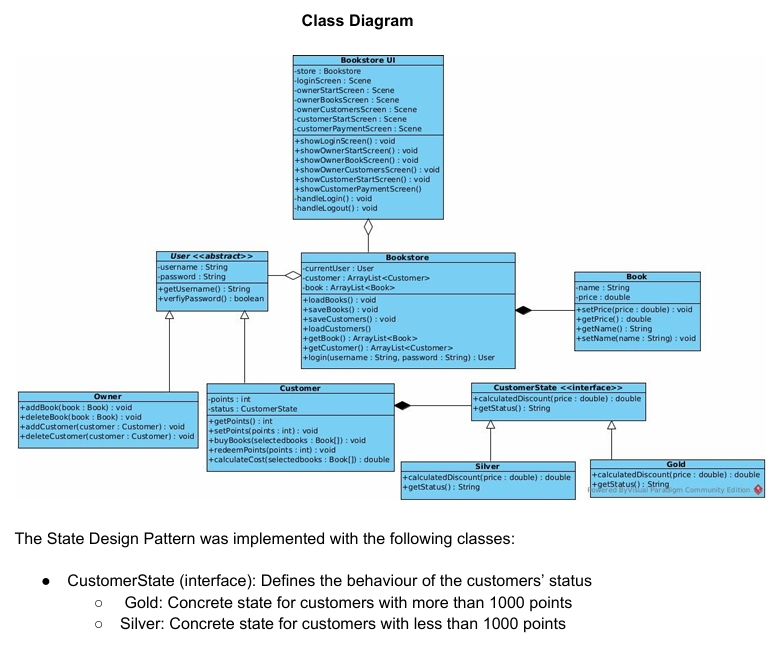 Class Diagram
Bookstore UI
-store : Bookstore
-loginScreen : Scene
-ownerStartScreen : Scene
-ownerBooksScreen : Scene
-ownerCustomersScreen : Scene
-customerStartScreen : Scene
-customerPaymentScreen : Scene
+showLoginScreen() : void
+showOwnerStartScreen() : void
+showOwnerBookScreen() : void
+showOwnerCustomersScreen() : void
+showCustomerStartScreen() : void
+showCustomerPaymentScreen()
-handleLogin() : void
-handleLogout() : void
User <<abstract>>
-username : String
-password : String
+getUsername() : String
+verfiyPassword() : boolean
Bookstore
-currentUser : User
-customer : ArrayList<Customer>
-book : ArrayList<Book>
+loadBooks() : void
+saveBooks() : void
+saveCustomers() : void
+loadCustomers()
+getBook() : ArrayList<Book>
+getCustomer() : ArrayList<Customer>
+login(username : String, password : String) : User
Book
-name : String
-price : double
+setPrice(price : double) : void
+getPrice() : double
+getName() : String
+setName(name : String) : void
Owner
+addBook(book : Book) : void
+deleteBook(book : Book) : void
+addCustomer(customer : Customer) : void
+deleteCustomer(customer : Customer) : void
Customer
-points : int
-status : CustomerState
+getPoints() : int
+setPoints(points : int) : void
+buyBooks(selectedbooks : Book[]) : void
+redeemPoints(points : int) : void
+calculateCost(selectedbooks : Book[]) : double
CustomerState <<interface>>
+calculatedDiscount(price : double) : double
+getStatus() : String
Silver
+calculatedDiscount(price : double) : double
+getStatus() : String
Gold
+calculatedDiscount(price : double) : double
+getStatus() : String
Powered By Visual Paradigm Community Edition
The State Design Pattern was implemented with the following classes:
● CustomerState (interface): Defines the behaviour of the customers' status
○ Gold: Concrete state for customers with more than 1000 points
○ Silver: Concrete state for customers with less than 1000 points